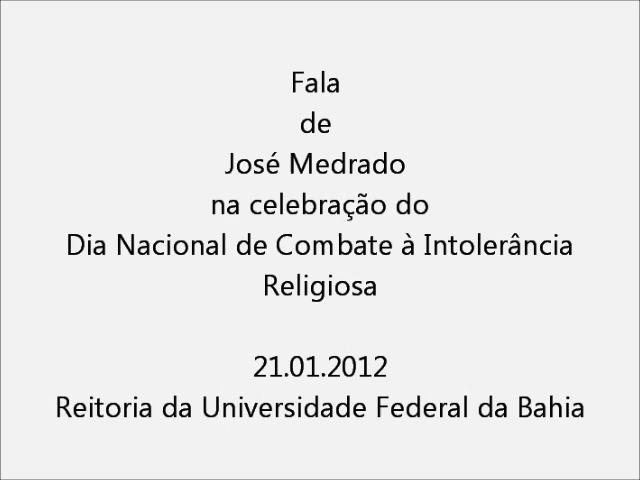 Fala
de
José Medrado
na celebração do
Dia Nacional de Combate à Intolerância
Religiosa
21.01.2012
Reitoria da Universidade Federal da Bahia